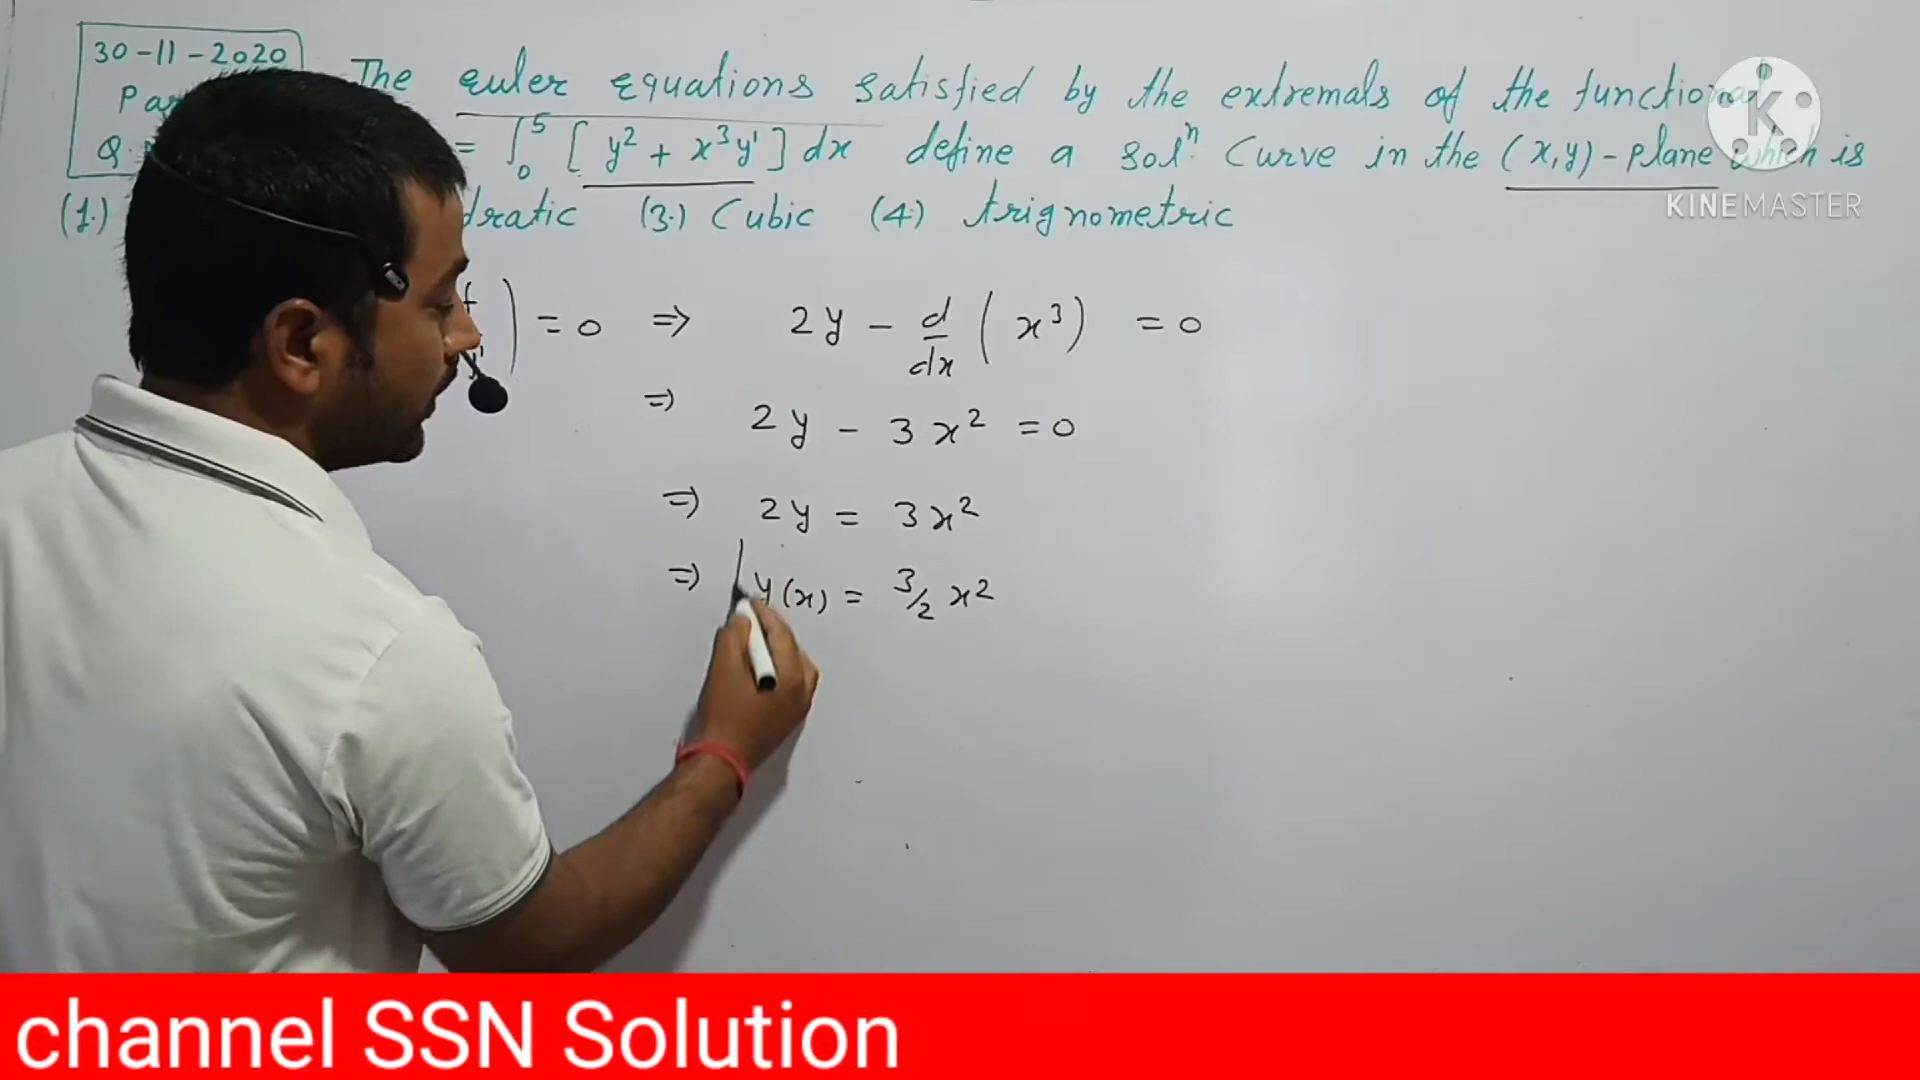 30-11-2020
The euler equations satisfied by the extremals of the functional
= ∫₀⁵ [ y² + x³y' ] dx define a solⁿ. Curve in the (x,y)-plane which is
(1.) (3.) Cubic (4.) trignometric
) = 0 ⇒ 2y - d/dx ( x³ ) = 0
⇒ 2y - 3x² = 0
⇒ 2y = 3x²
⇒ y(x) = 3/2 x²
K
KINEMASTER
channel SSN Solution